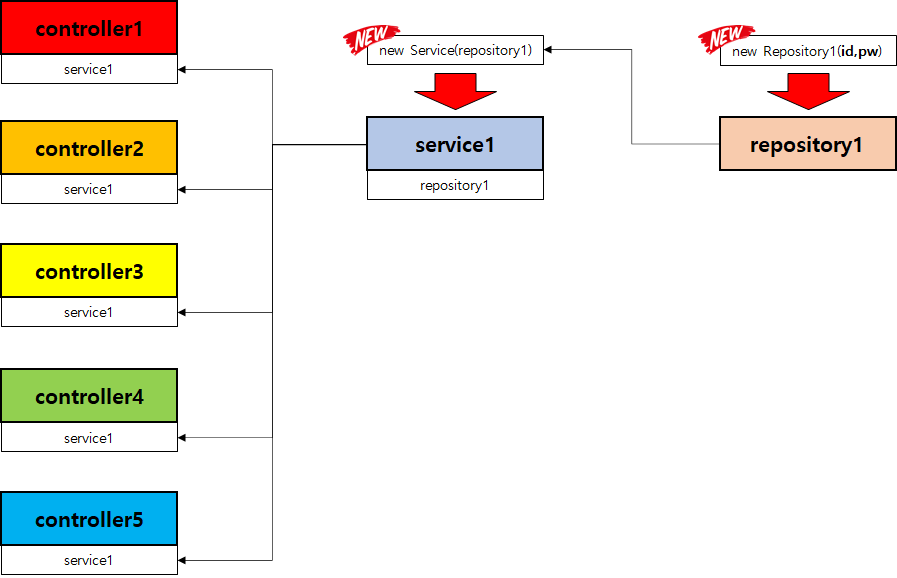 controller1
service1
controller2
service1
controller3
service1
controller4
service1
controller5
service1
NEW
new Service(repository1)
service1
repository1
NEW
new Repository1(id,pw)
repository1